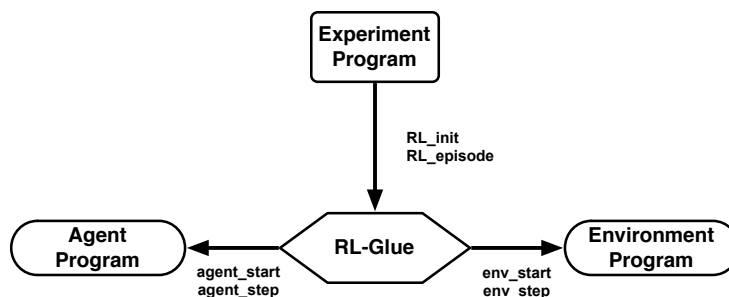 Experiment
Program
RL_init
RL_episode
Agent
Program
RL-Glue
Environment
Program
agent_start
agent_step
env_start
env_step